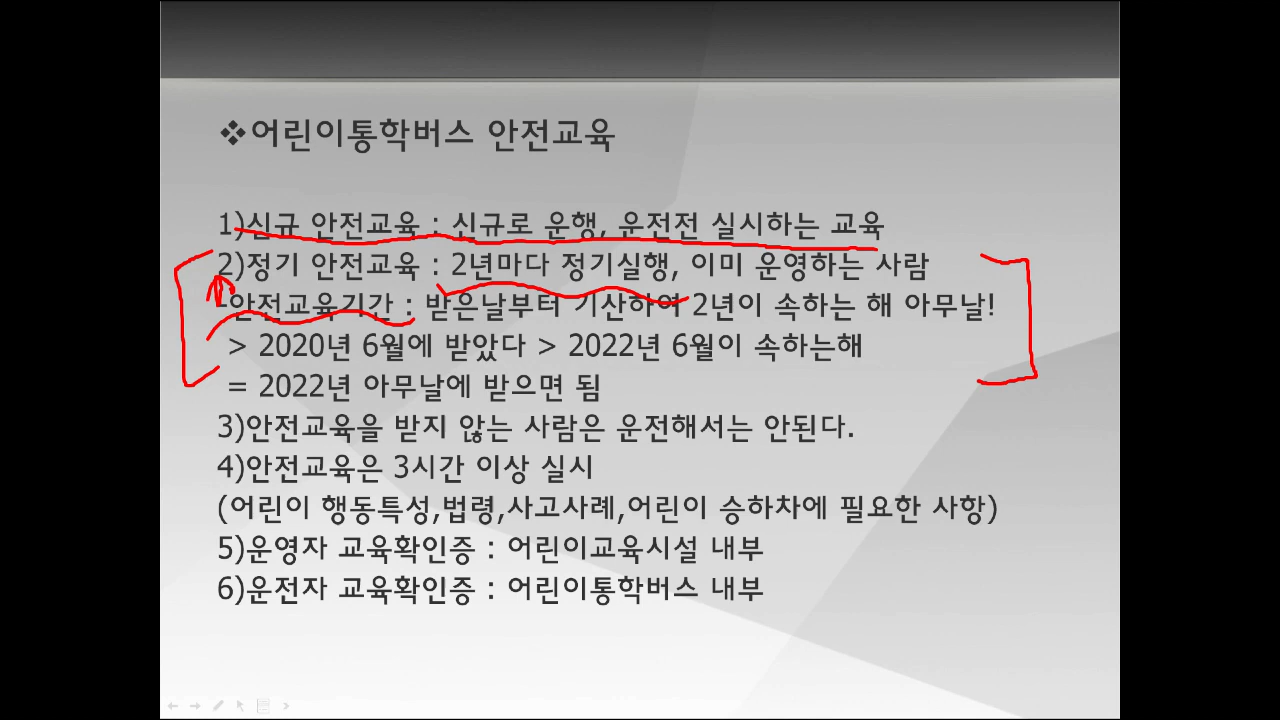 ❖어린이통학버스 안전교육
1)신규 안전교육 : 신규로 운행, 운전전 실시하는 교육
2)정기 안전교육 : 2년마다 정기실행, 이미 운영하는 사람
-안전교육기간 : 받은날부터 기산하여 2년이 속하는 해 아무날!
> 2020년 6월에 받았다 > 2022년 6월이 속하는해
= 2022년 아무날에 받으면 됨
3)안전교육을 받지 않는 사람은 운전해서는 안된다.
4)안전교육은 3시간 이상 실시
(어린이 행동특성,법령,사고사례,어린이 승하차에 필요한 사항)
5)운영자 교육확인증 : 어린이교육시설 내부
6)운전자 교육확인증 : 어린이통학버스 내부